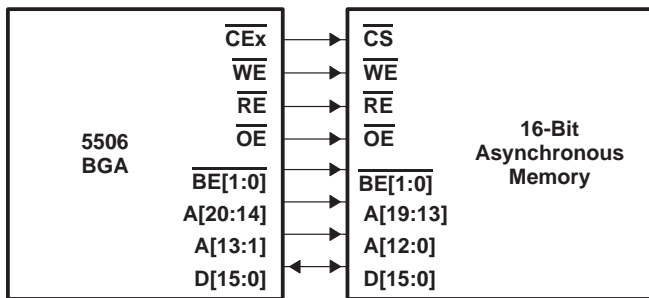 5506
BGA
CEx
WE
RE
OE
BE[1:0]
A[20:14]
A[13:1]
D[15:0]
CS
WE
RE
OE
BE[1:0]
A[19:13]
A[12:0]
D[15:0]
16-Bit
Asynchronous
Memory